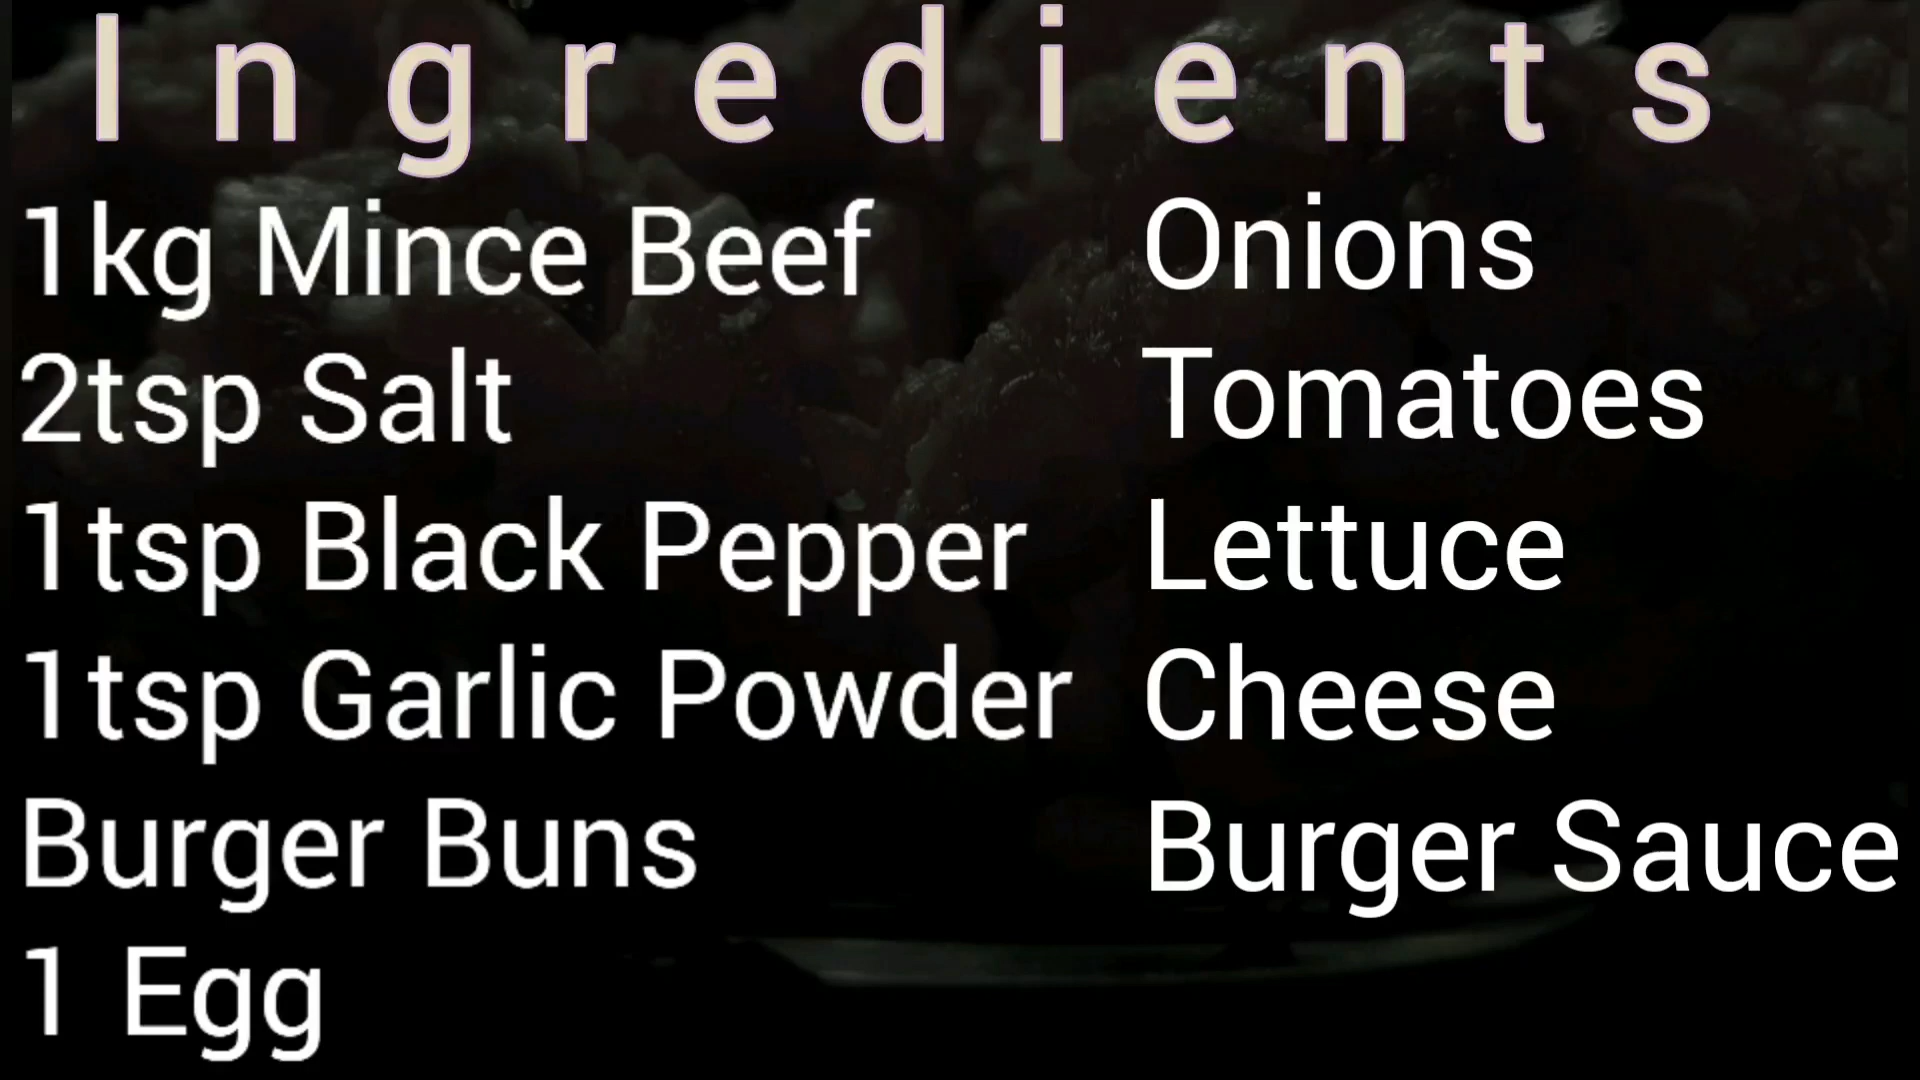 Ingredients
1kg Mince Beef
2tsp Salt
1tsp Black Pepper
1tsp Garlic Powder
Burger Buns
1 Egg
Onions
Tomatoes
Lettuce
Cheese
Burger Sauce